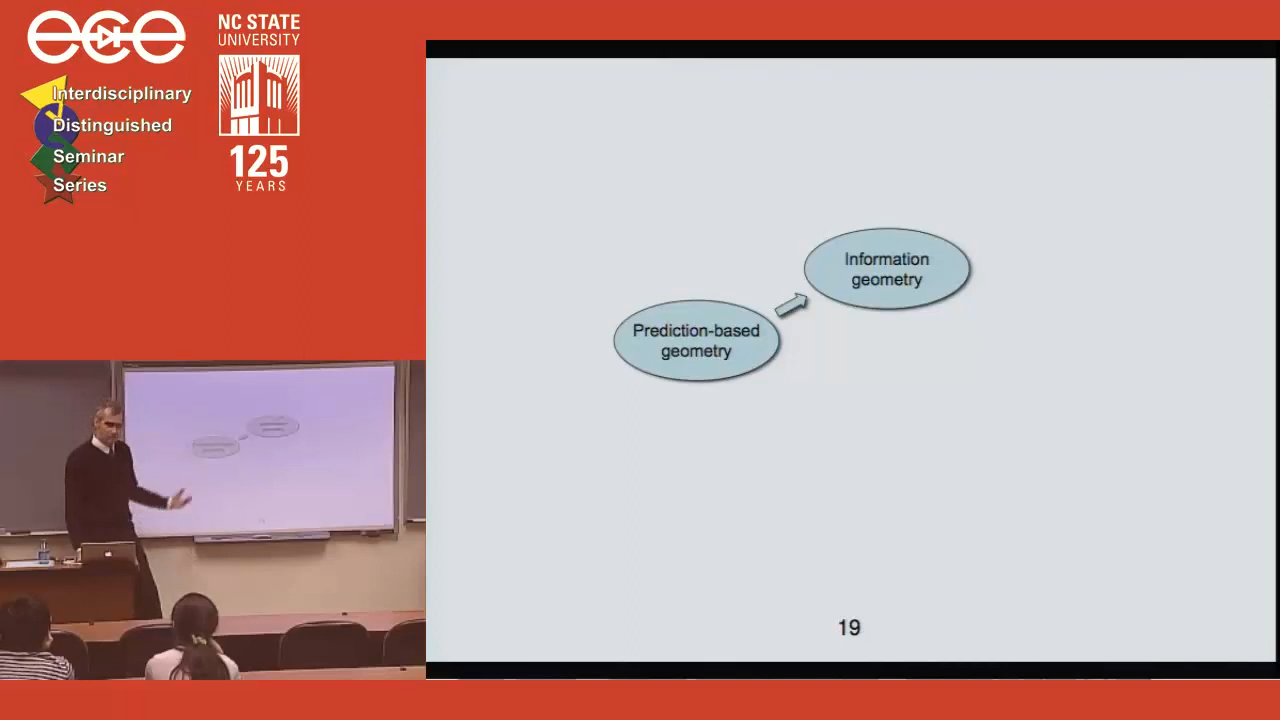 ece
NC STATE
UNIVERSITY
125
YEARS
Interdisciplinary
Distinguished
Seminar
Series
Information
geometry
Prediction-based
geometry
19